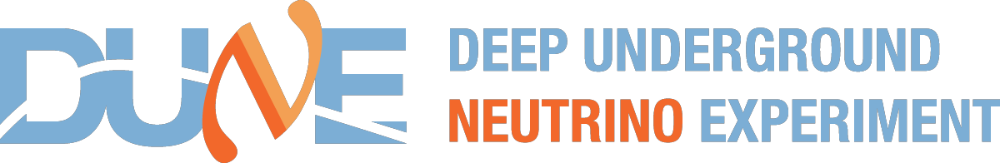 DUNE
DEEP UNDERGROUND
NEUTRINO EXPERIMENT